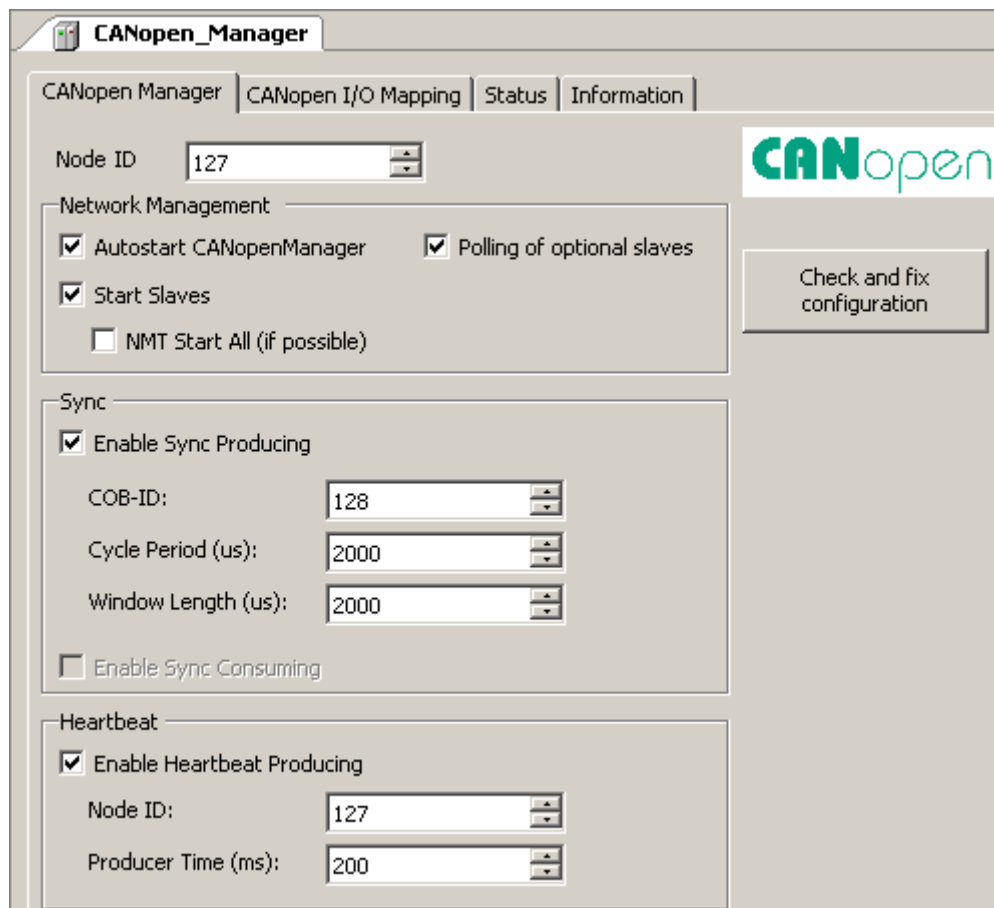 CANopen_Manager
CANopen Manager CANopen I/O Mapping Status Information
Node ID 127
CANopen
Network Management
Autostart CANopenManager Polling of optional slaves
Start Slaves
NMT Start All (if possible)
Check and fix
configuration
Sync
Enable Sync Producing
COB-ID: 128
Cycle Period (us): 2000
Window Length (us): 2000
Enable Sync Consuming
Heartbeat
Enable Heartbeat Producing
Node ID: 127
Producer Time (ms): 200